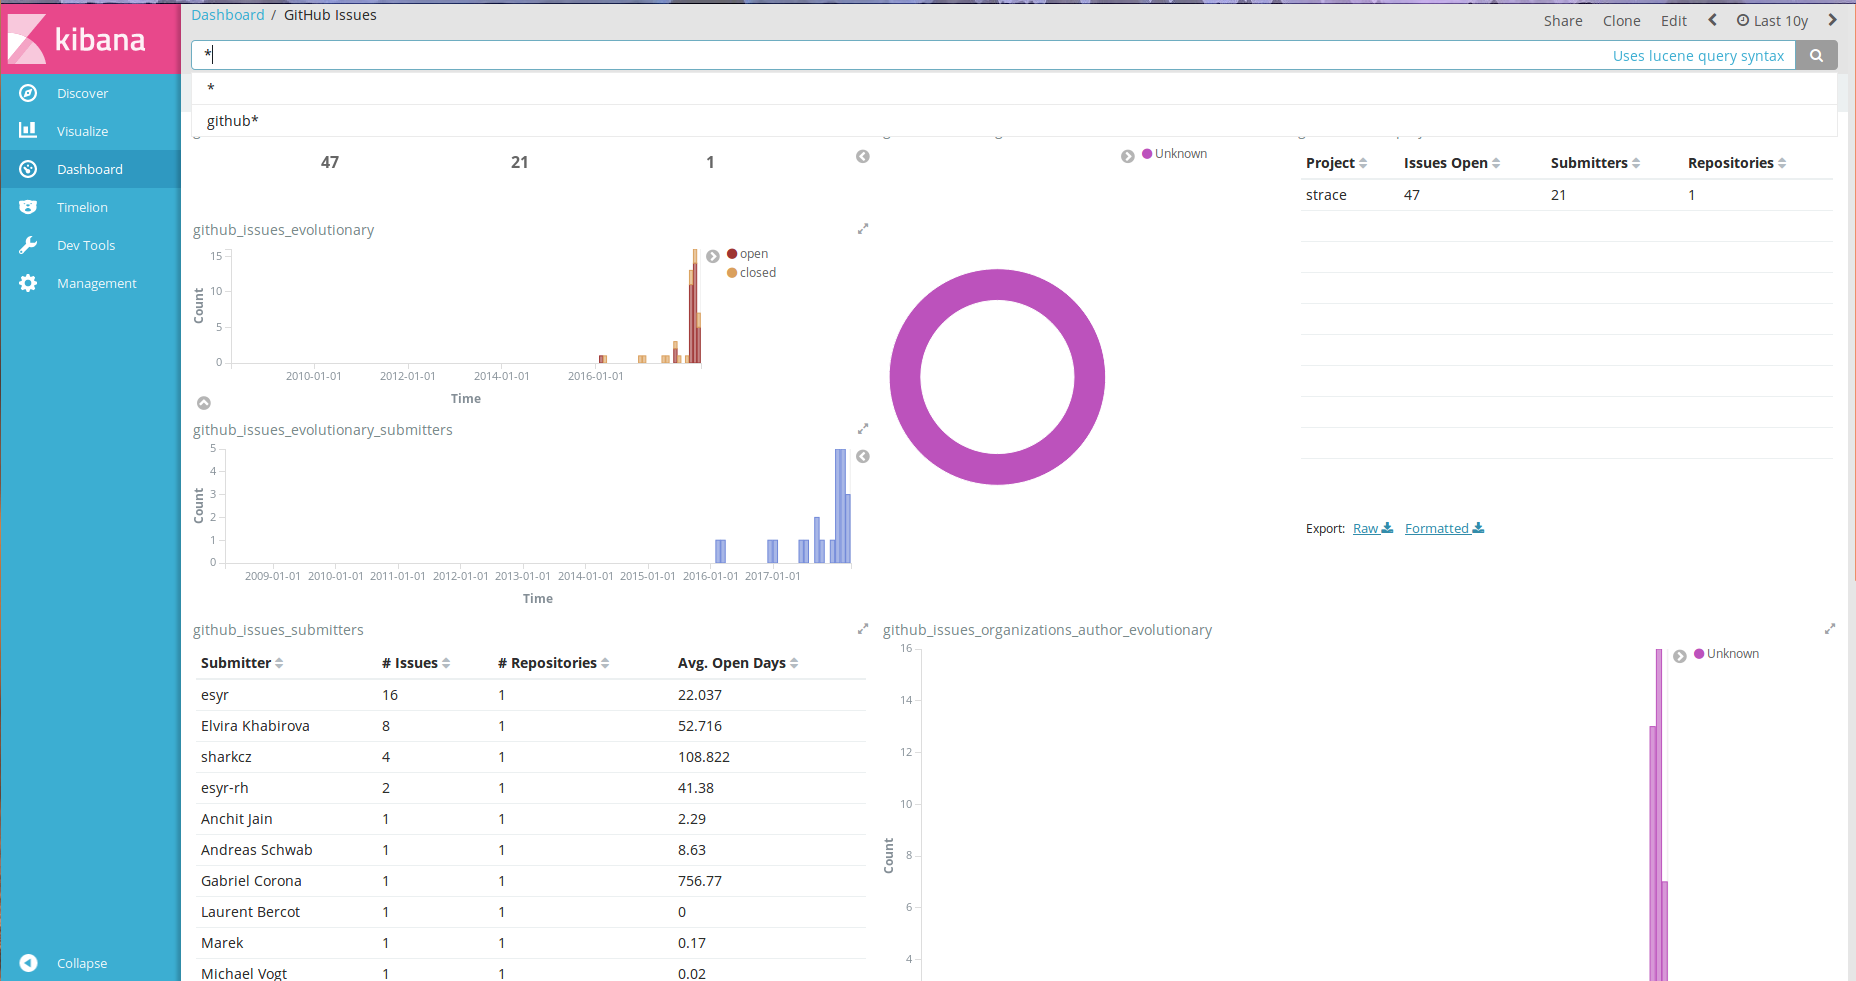 kibana
Discover
Visualize
Dashboard
Timelion
Dev Tools
Management
Collapse
Dashboard / GitHub Issues
Share Clone Edit Last 10y
*
Uses lucene query syntax
*
github*
47 21 1
Unknown
Project Issues Open Submitters Repositories
strace 47 21 1
Export: Raw Formatted
github_issues_evolutionary
open
closed
15
10
5
0
Count
2010-01-01 2012-01-01 2014-01-01 2016-01-01
Time
github_issues_evolutionary_submitters
5
4
3
2
1
0
Count
2009-01-01 2010-01-01 2011-01-01 2012-01-01 2013-01-01 2014-01-01 2015-01-01 2016-01-01 2017-01-01
Time
github_issues_submitters
Submitter # Issues # Repositories Avg. Open Days
esyr 16 1 22.037
Elvira Khabirova 8 1 52.716
sharkcz 4 1 108.822
esyr-rh 2 1 41.38
Anchit Jain 1 1 2.29
Andreas Schwab 1 1 8.63
Gabriel Corona 1 1 756.77
Laurent Bercot 1 1 0
Marek 1 1 0.17
Michael Vogt 1 1 0.02
github_issues_organizations_author_evolutionary
Unknown
16
14
12
10
8
6
4
Count